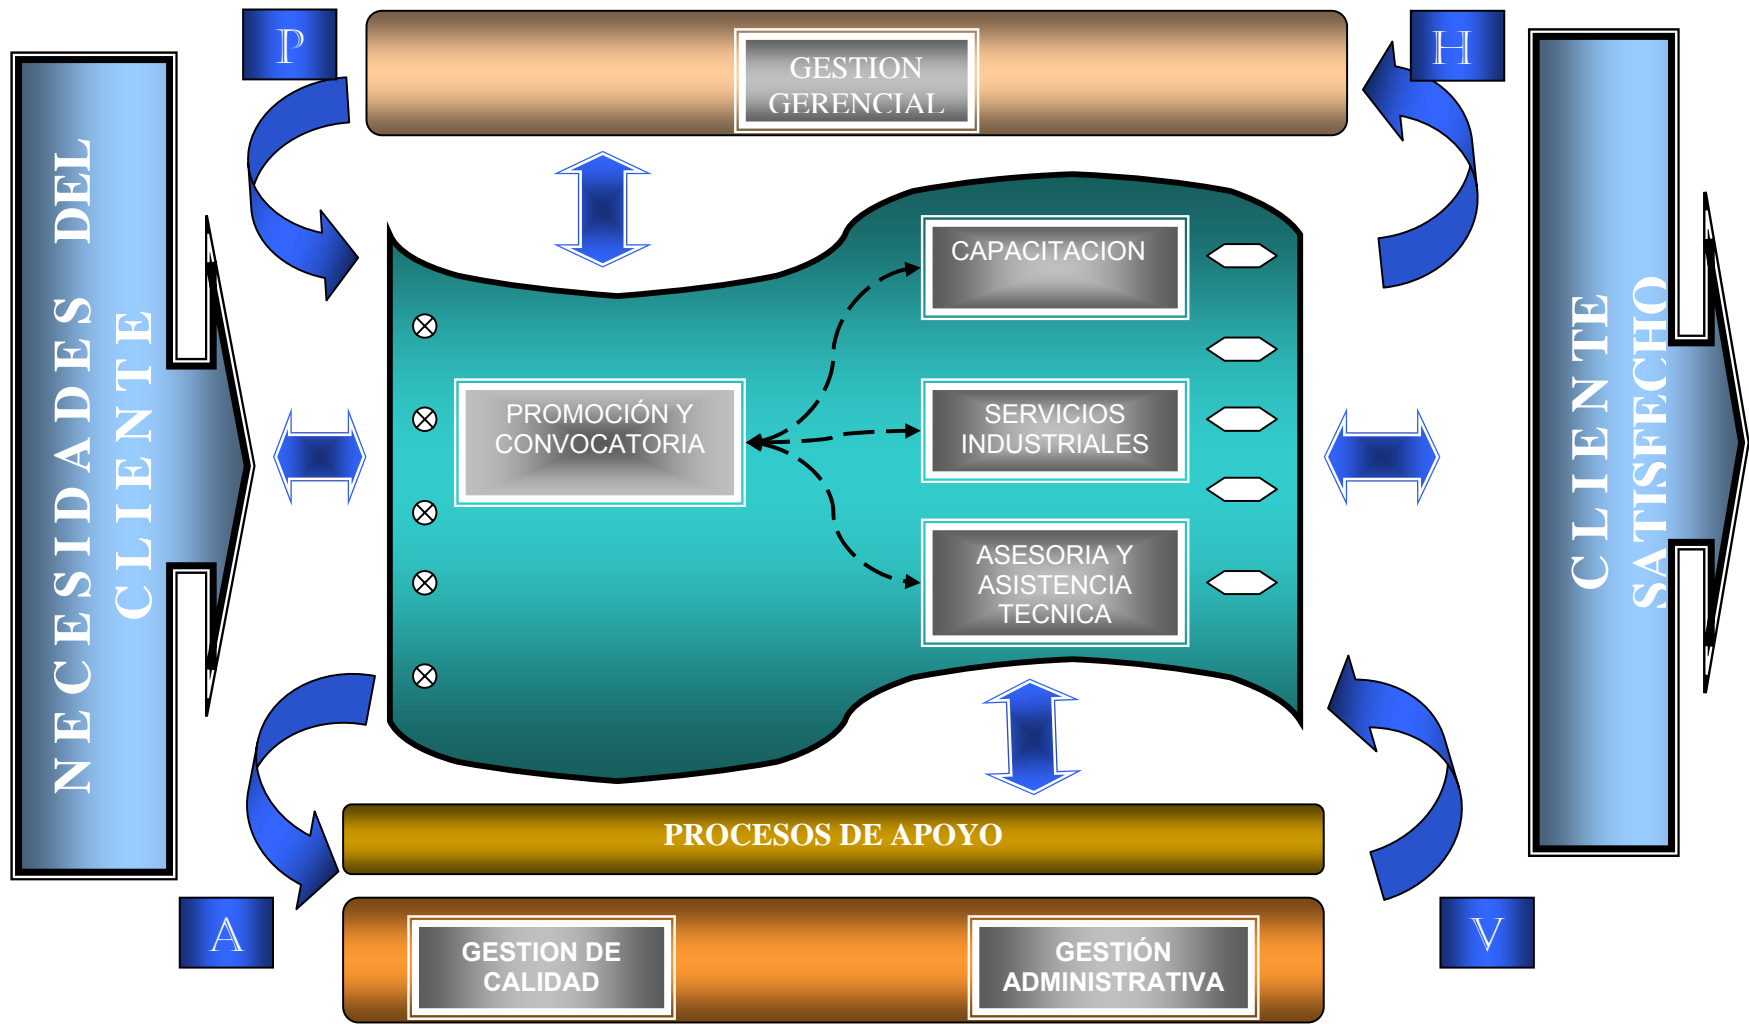 P
H
GESTION
GERENCIAL
NECESIDADES DEL
CLIENTE
CAPACITACION
PROMOCIÓN Y
CONVOCATORIA
SERVICIOS
INDUSTRIALES
ASESORIA Y
ASISTENCIA
TECNICA
CLIENTE
SATISFECHO
PROCESOS DE APOYO
A
V
GESTION DE
CALIDAD
GESTIÓN
ADMINISTRATIVA